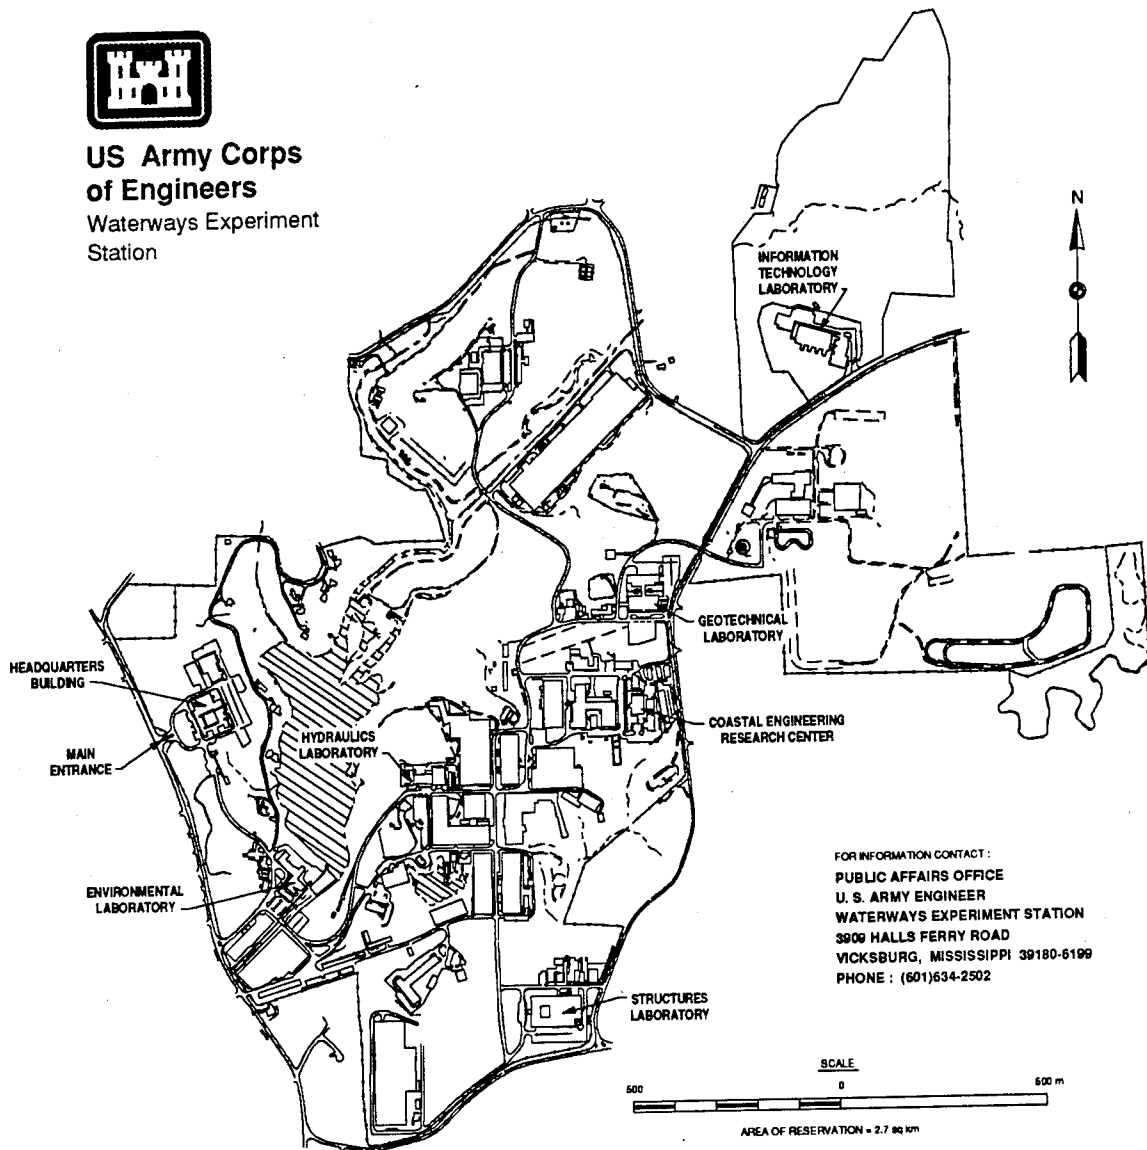 US Army Corps
of Engineers
Waterways Experiment
Station
N
INFORMATION
TECHNOLOGY
LABORATORY
GEOTECHNICAL
LABORATORY
HEADQUARTERS
BUILDING
COASTAL ENGINEERING
RESEARCH CENTER
HYDRAULICS
LABORATORY
MAIN
ENTRANCE
ENVIRONMENTAL
LABORATORY
FOR INFORMATION CONTACT :
PUBLIC AFFAIRS OFFICE
U. S. ARMY ENGINEER
WATERWAYS EXPERIMENT STATION
3909 HALLS FERRY ROAD
VICKSBURG, MISSISSIPPI 39180-6199
PHONE : (601)634-2502
STRUCTURES
LABORATORY
SCALE
500 0 500 m
AREA OF RESERVATION = 2.7 sq km